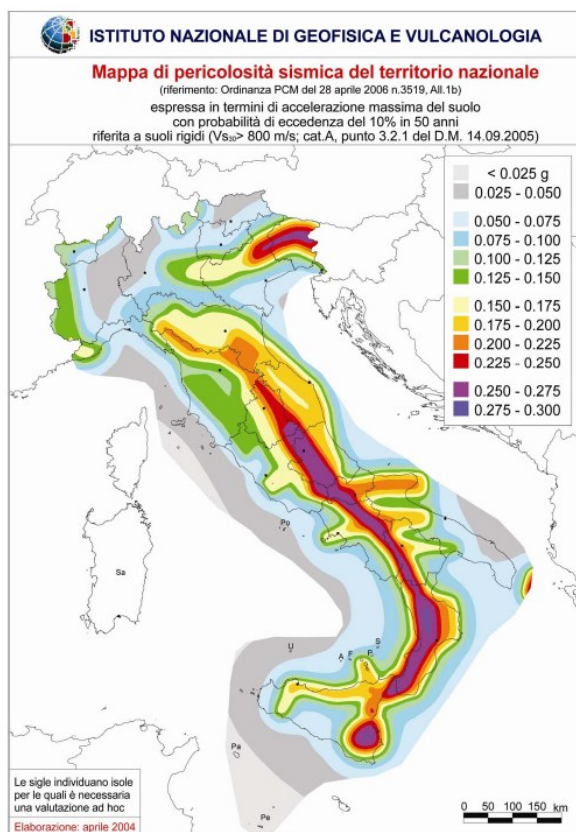 ISTITUTO NAZIONALE DI GEOFISICA E VULCANOLOGIA
Mappa di pericolosità sismica del territorio nazionale
(riferimento: Ordinanza PCM del 28 aprile 2006 n.3519, All.1b)
espressa in termini di accelerazione massima del suolo
con probabilità di eccedenza del 10% in 50 anni
riferita a suoli rigidi (Vs30> 800 m/s; cat.A, punto 3.2.1 del D.M. 14.09.2005)
< 0.025 g
0.025 - 0.050
0.050 - 0.075
0.075 - 0.100
0.100 - 0.125
0.125 - 0.150
0.150 - 0.175
0.175 - 0.200
0.200 - 0.225
0.225 - 0.250
0.250 - 0.275
0.275 - 0.300
Po
Sa
U
A
F
P
S
Pa
Pe
Le sigle individuano isole
per le quali è necessaria
una valutazione ad hoc
Elaborazione: aprile 2004
0 50 100 150 km